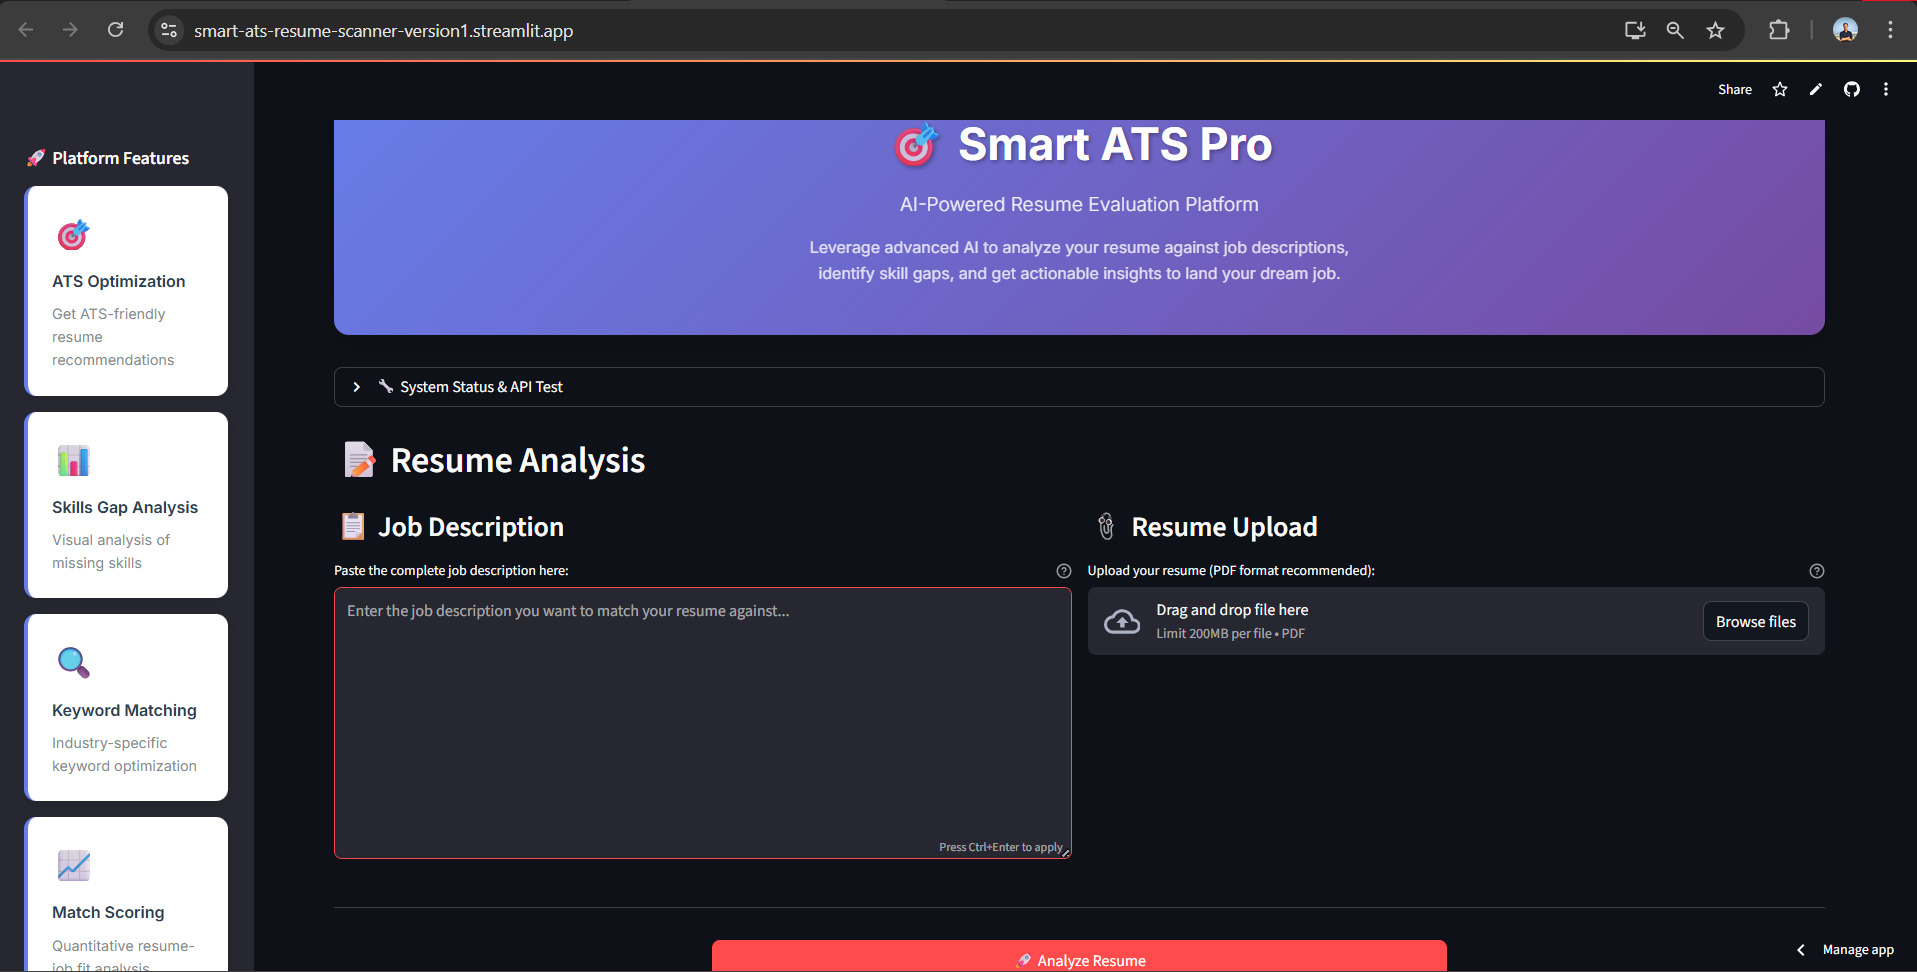 smart-ats-resume-scanner-version1.streamlit.app
Share
Platform Features
ATS Optimization
Get ATS-friendly
resume
recommendations
Skills Gap Analysis
Visual analysis of
missing skills
Keyword Matching
Industry-specific
keyword optimization
Match Scoring
Quantitative resume-
job fit analysis
Smart ATS Pro
AI-Powered Resume Evaluation Platform
Leverage advanced AI to analyze your resume against job descriptions,
identify skill gaps, and get actionable insights to land your dream job.
System Status & API Test
Resume Analysis
Job Description
Paste the complete job description here:
Enter the job description you want to match your resume against...
Press Ctrl+Enter to apply
Resume Upload
Upload your resume (PDF format recommended):
Drag and drop file here
Limit 200MB per file • PDF
Browse files
Analyze Resume
Manage app